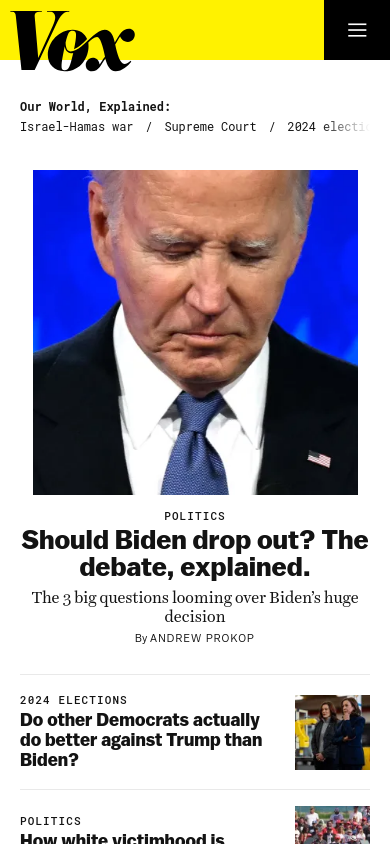 Vox
Our World, Explained:
Israel-Hamas war / Supreme Court / 2024 electi
POLITICS
Should Biden drop out? The
debate, explained.
The 3 big questions looming over Biden’s huge
decision
By ANDREW PROKOP
2024 ELECTIONS
Do other Democrats actually
do better against Trump than
Biden?
POLITICS
How white victimhood is